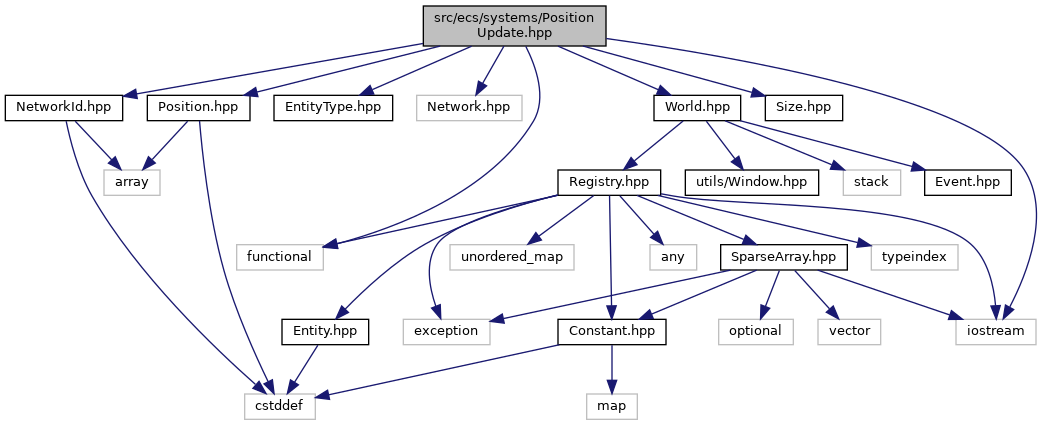 src/ecs/systems/Position
Update.hpp
NetworkId.hpp
Position.hpp
EntityType.hpp
Network.hpp
World.hpp
Size.hpp
array
Registry.hpp
utils/Window.hpp
stack
Event.hpp
functional
unordered_map
any
SparseArray.hpp
typeindex
Entity.hpp
exception
Constant.hpp
optional
vector
iostream
cstddef
map